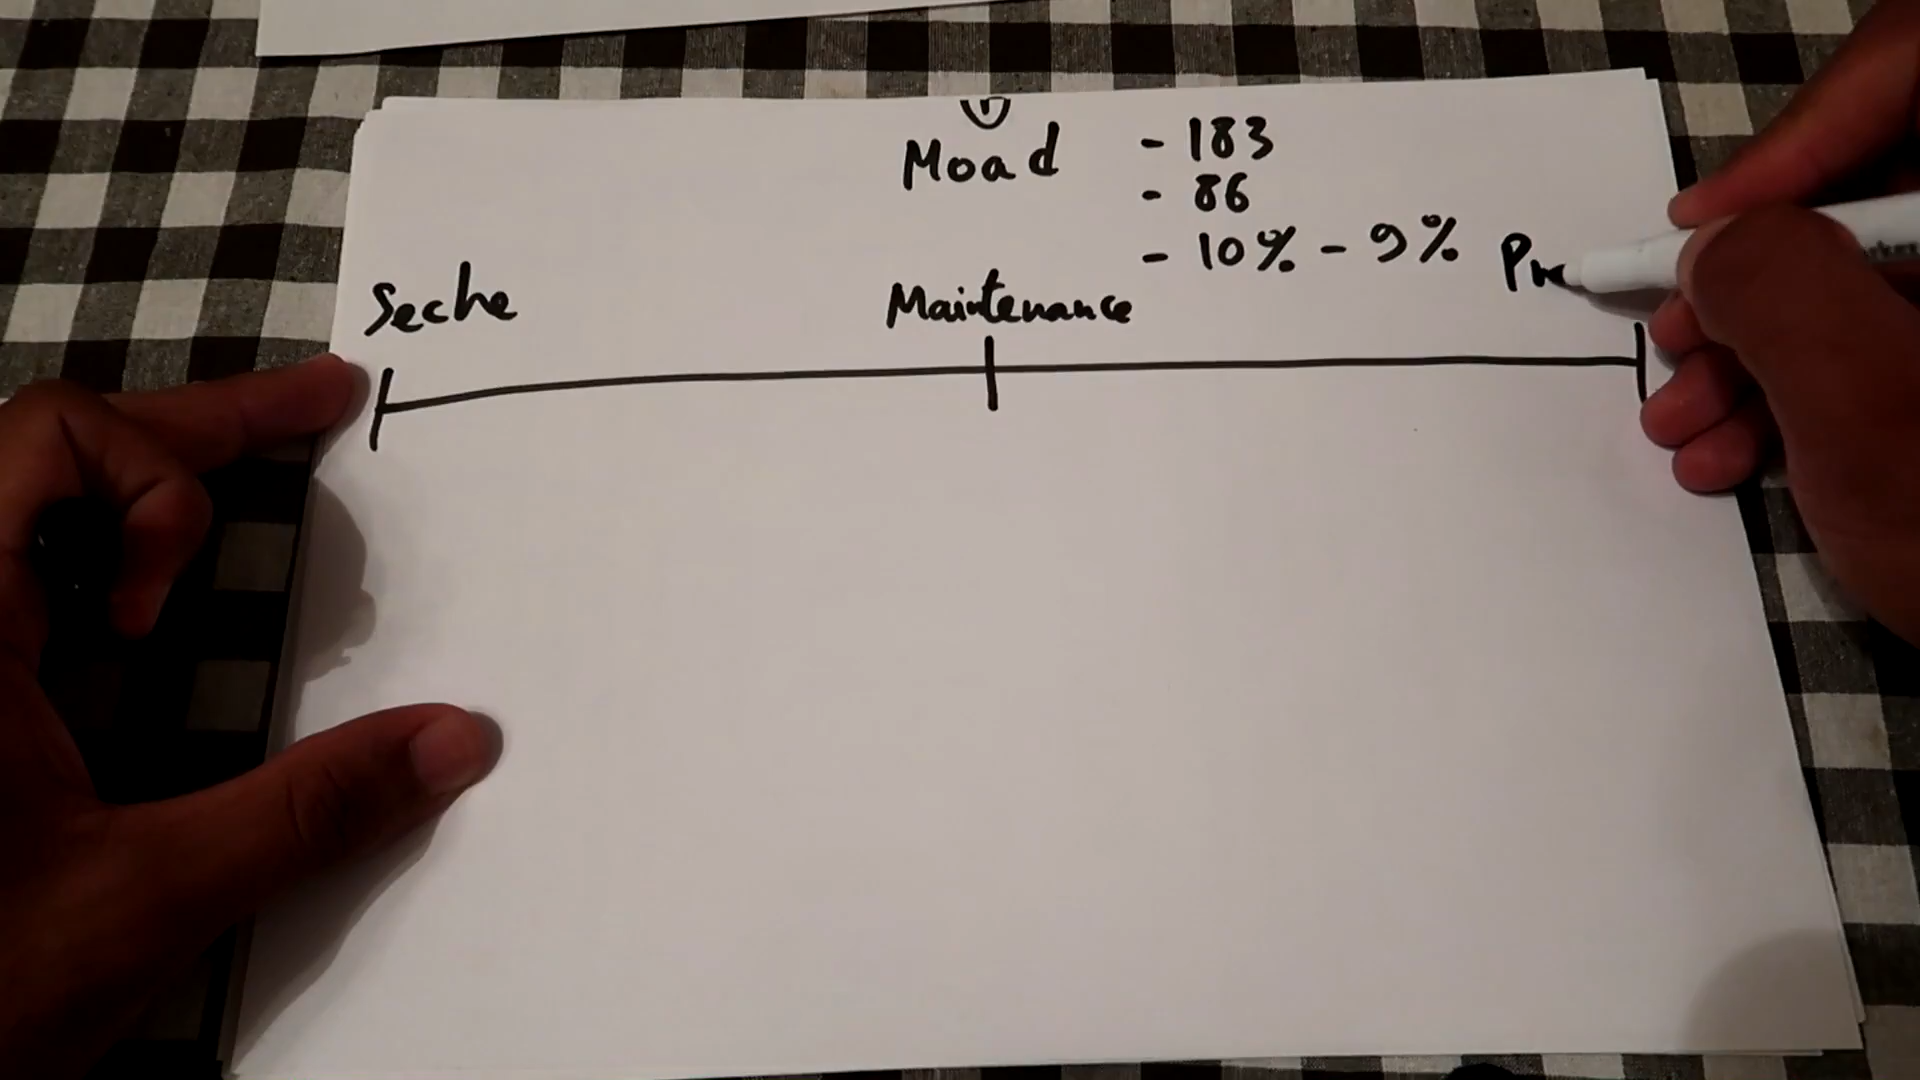 Moad - 183
- 86
- 10% - 9%
Seche Maintenance